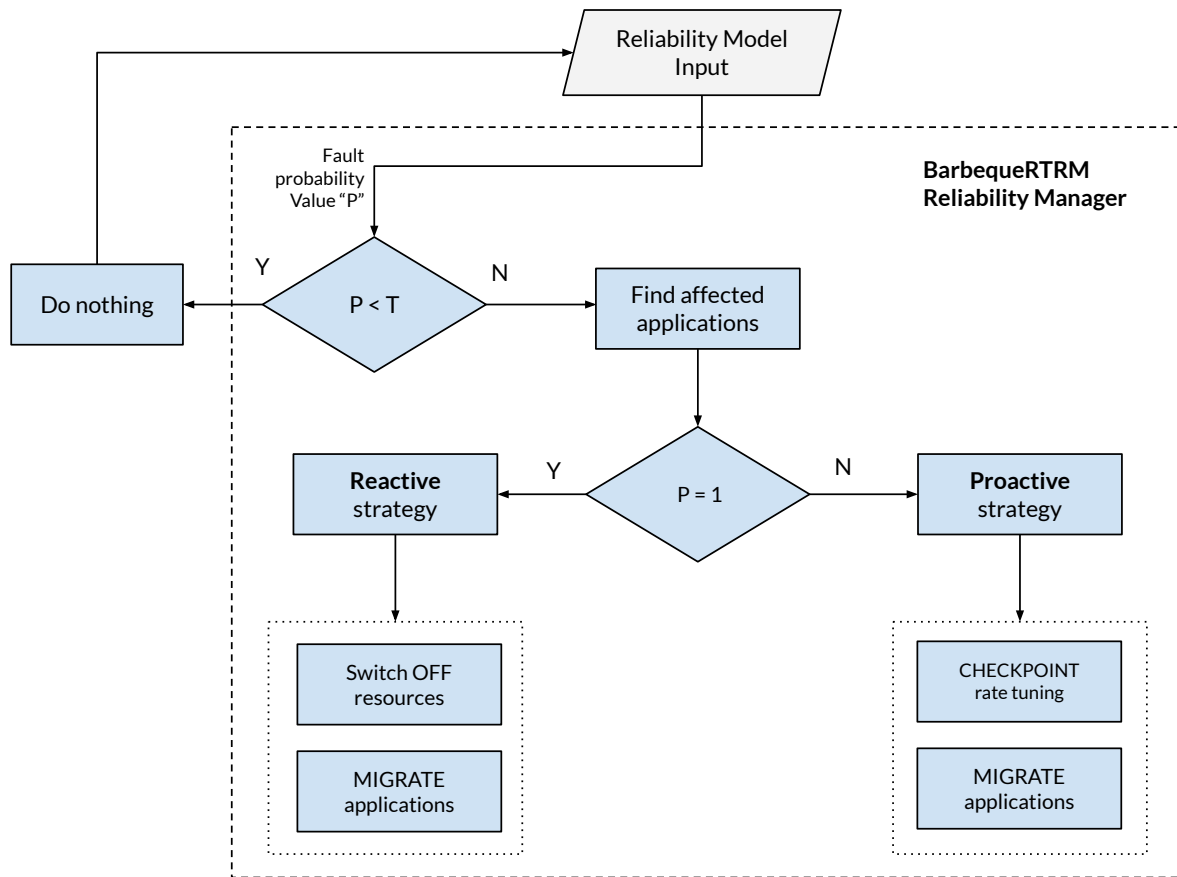 Reliability Model
Input
Fault
probability
Value “P”
BarbequeRTRM
Reliability Manager
Y
N
Do nothing
P < T
Find affected
applications
Y
N
Reactive
strategy
P = 1
Proactive
strategy
Switch OFF
resources
CHECKPOINT
rate tuning
MIGRATE
applications
MIGRATE
applications